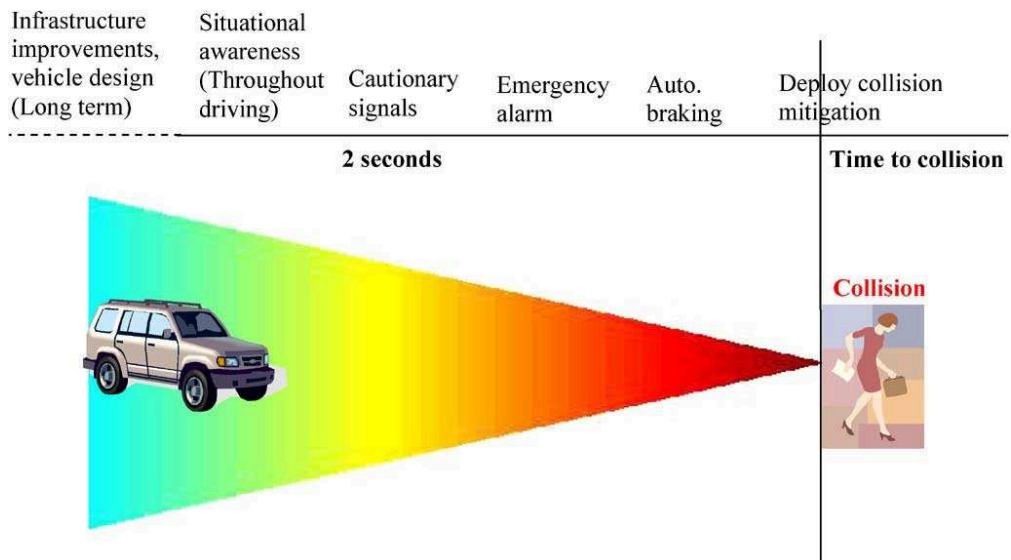 Infrastructure
improvements,
vehicle design
(Long term)
Situational
awareness
(Throughout
driving)
Cautionary
signals
Emergency
alarm
Auto.
braking
Deploy collision
mitigation
2 seconds
Time to collision
Collision